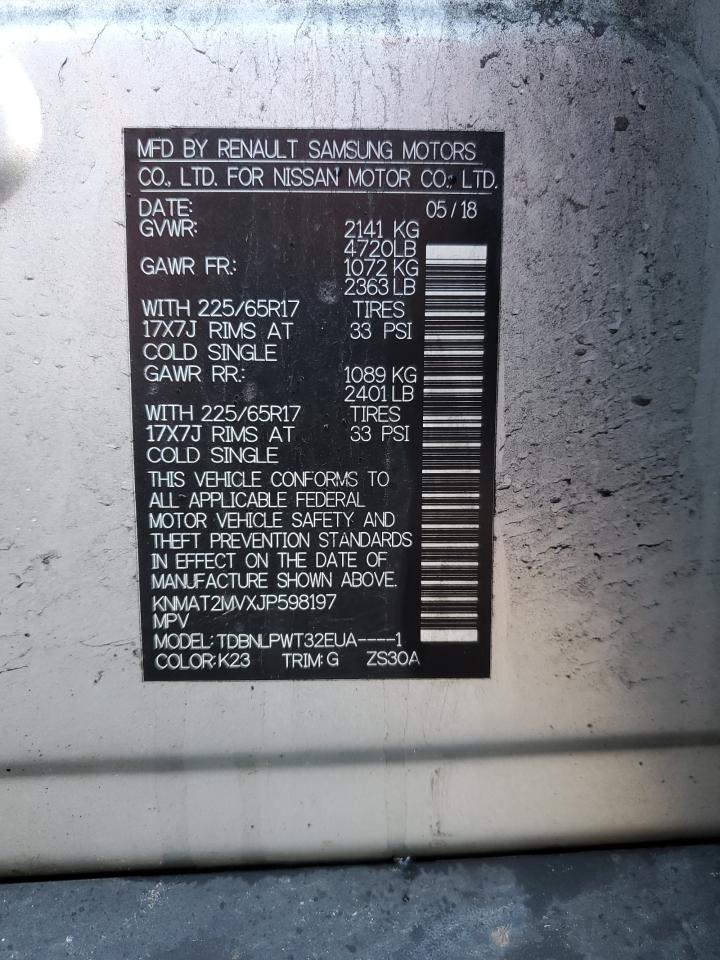 MFD BY RENAULT SAMSUNG MOTORS
CO., LTD. FOR NISSAN MOTOR CO., LTD.
DATE: 05/18
GVWR: 2141 KG
4720LB
GAWR FR.: 1072 KG
2363LB
WITH 225/65R17 TIRES
17X7J RIMS AT 33 PSI
COLD SINGLE
GAWR RR.: 1089 KG
2401LB
WITH 225/65R17 TIRES
17X7J RIMS AT 33 PSI
COLD SINGLE
THIS VEHICLE CONFORMS TO
ALL APPLICABLE FEDERAL
MOTOR VEHICLE SAFETY AND
THEFT PREVENTION STANDARDS
IN EFFECT ON THE DATE OF
MANUFACTURE SHOWN ABOVE.
KNMAT2MVXJP598197
MPV
MODEL: TDBNLPWT32EUA----1
COLOR: K23 TRIM: G ZS30A